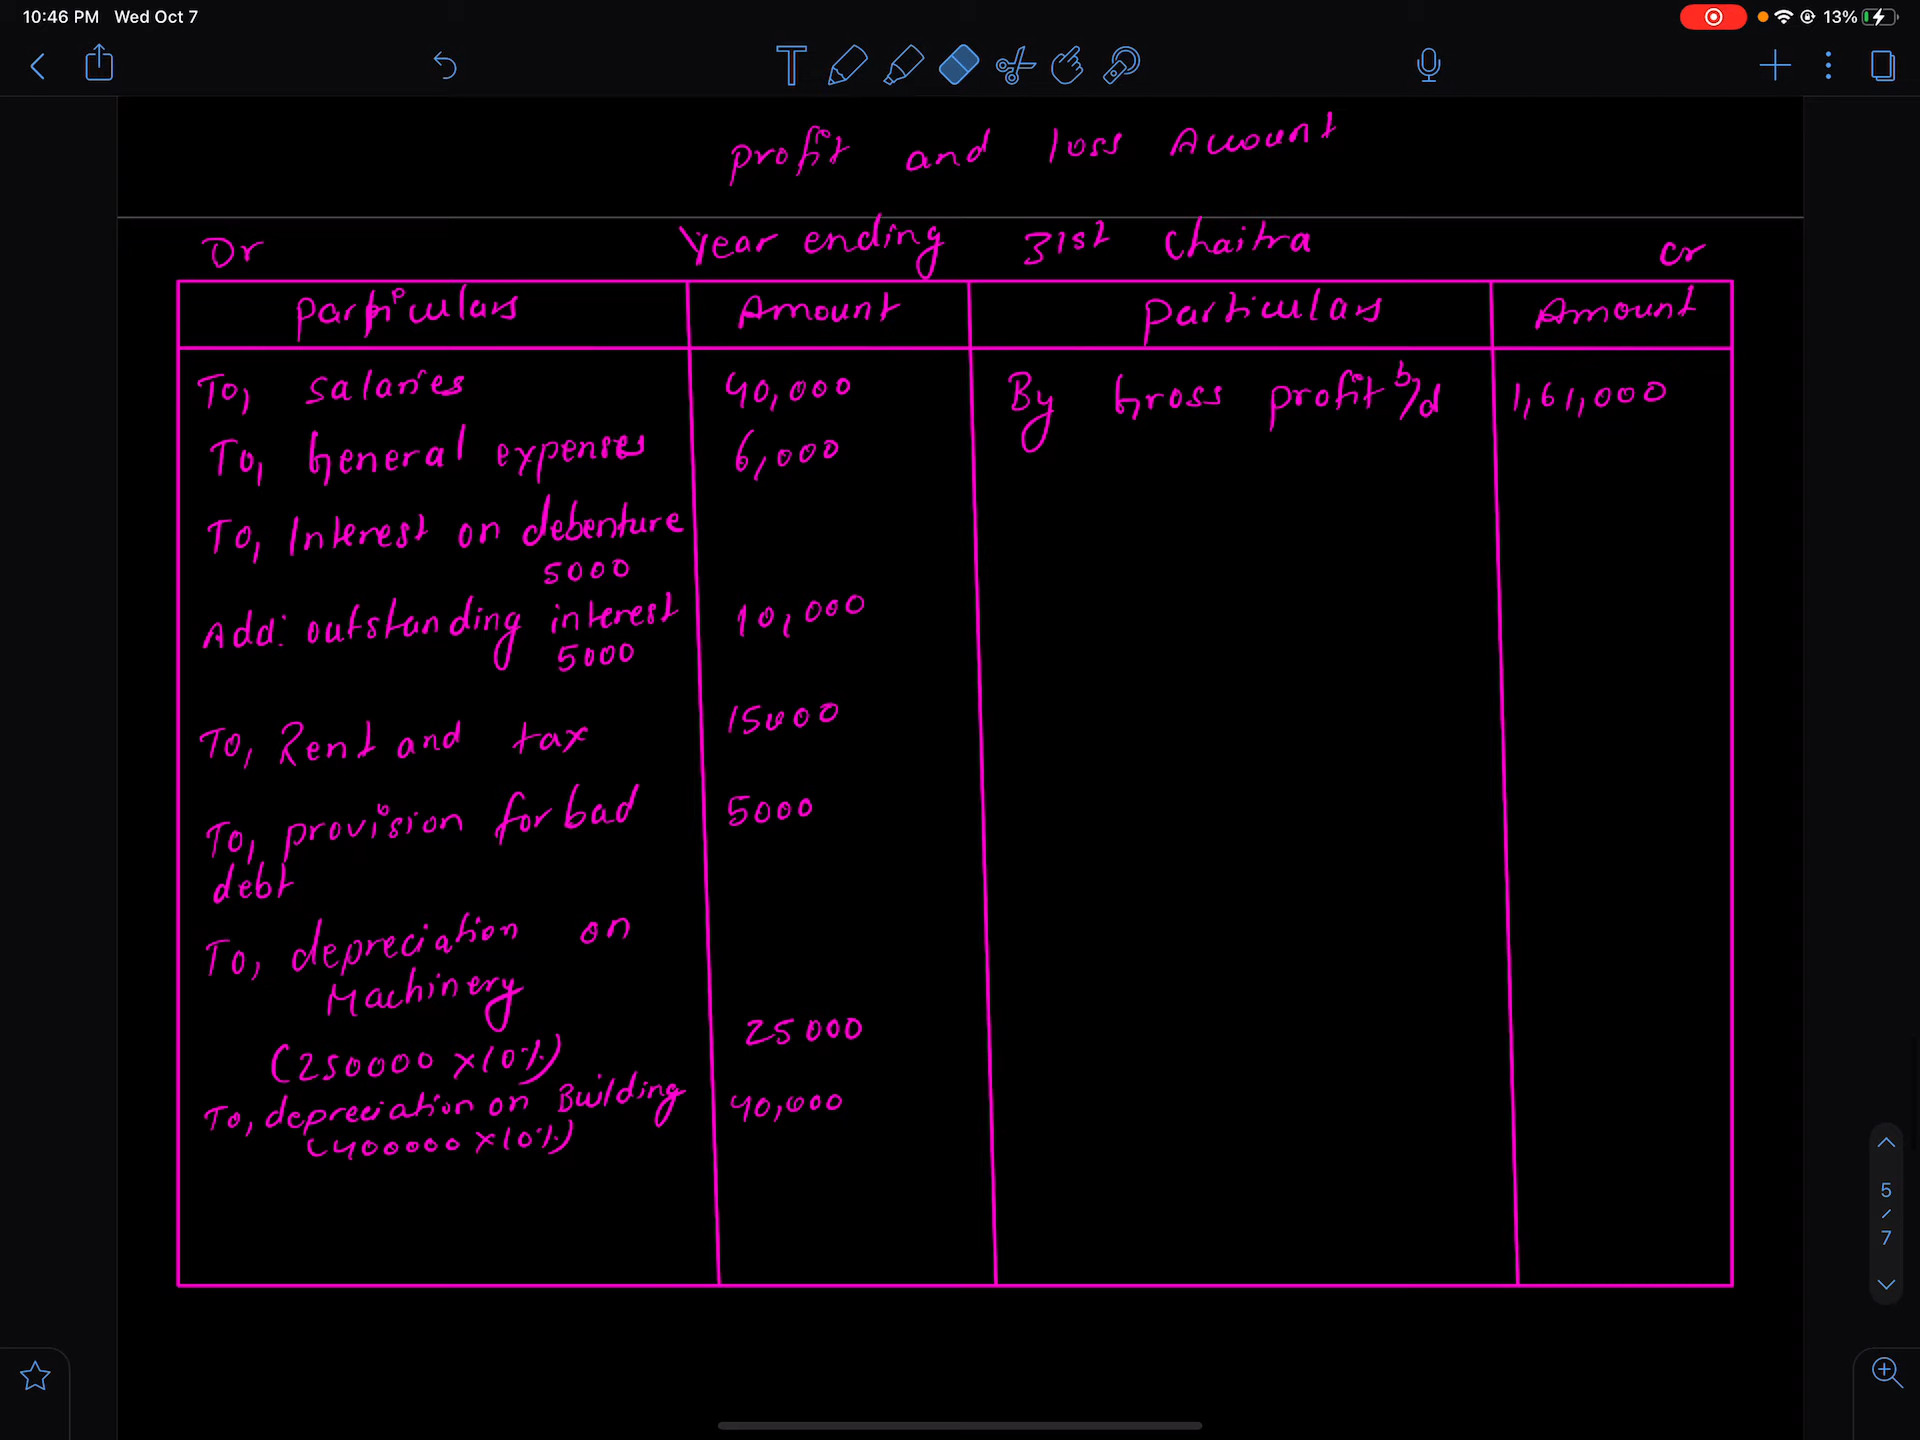 10:46 PM Wed Oct 7
13%
profit and loss Account
Dr Year ending 31st Chaitra cr
particulars Amount particulars Amount
To, salaries 40,000 By Gross profit b/d 1,61,000
To, General expenses 6,000
To, Interest on debenture
5000
Add: outstanding interest 10,000
5000
To, Rent and tax 15000
To, provision for bad 5000
debt
To, depreciation on
Machinery
(250000 ×10%) 25000
To, depreciation on Building 40,000
(400000 ×10%)
5
/
7